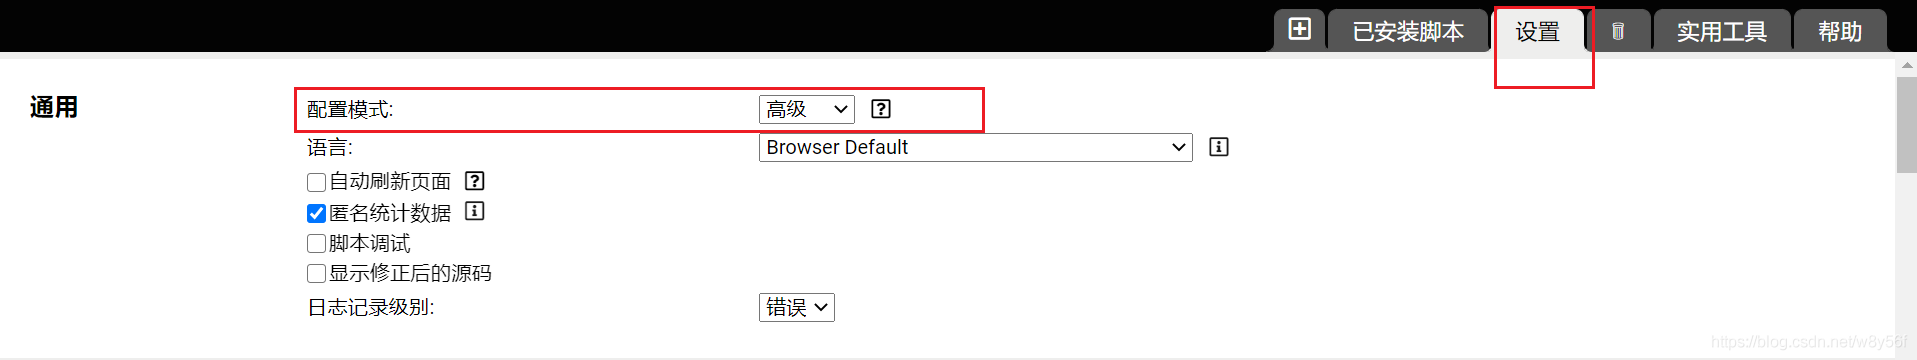 已安装脚本 设置 实用工具 帮助
通用
配置模式: 高级
语言: Browser Default
自动刷新页面
匿名统计数据
脚本调试
显示修正后的源码
日志记录级别: 错误
https://blog.csdn.net/w8y56f